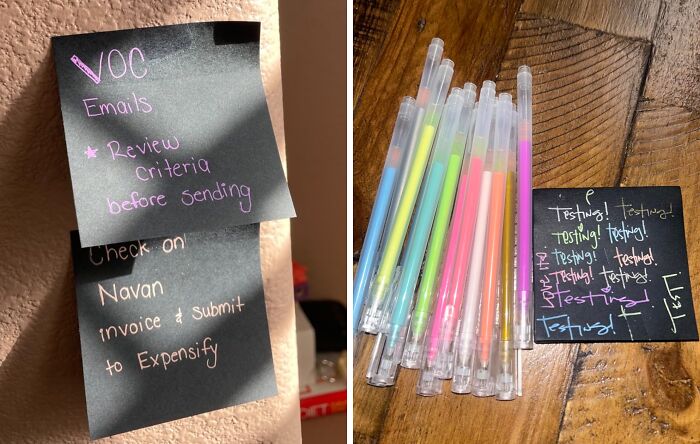 VOC
Emails
★ Review
criteria
before sending
Check on
Navan
invoice & submit
to Expensify
DIET
Testing! Testing!
Testing! Testing!
Testing! Testing!
Testing! Testing!
Testing!
Testing!